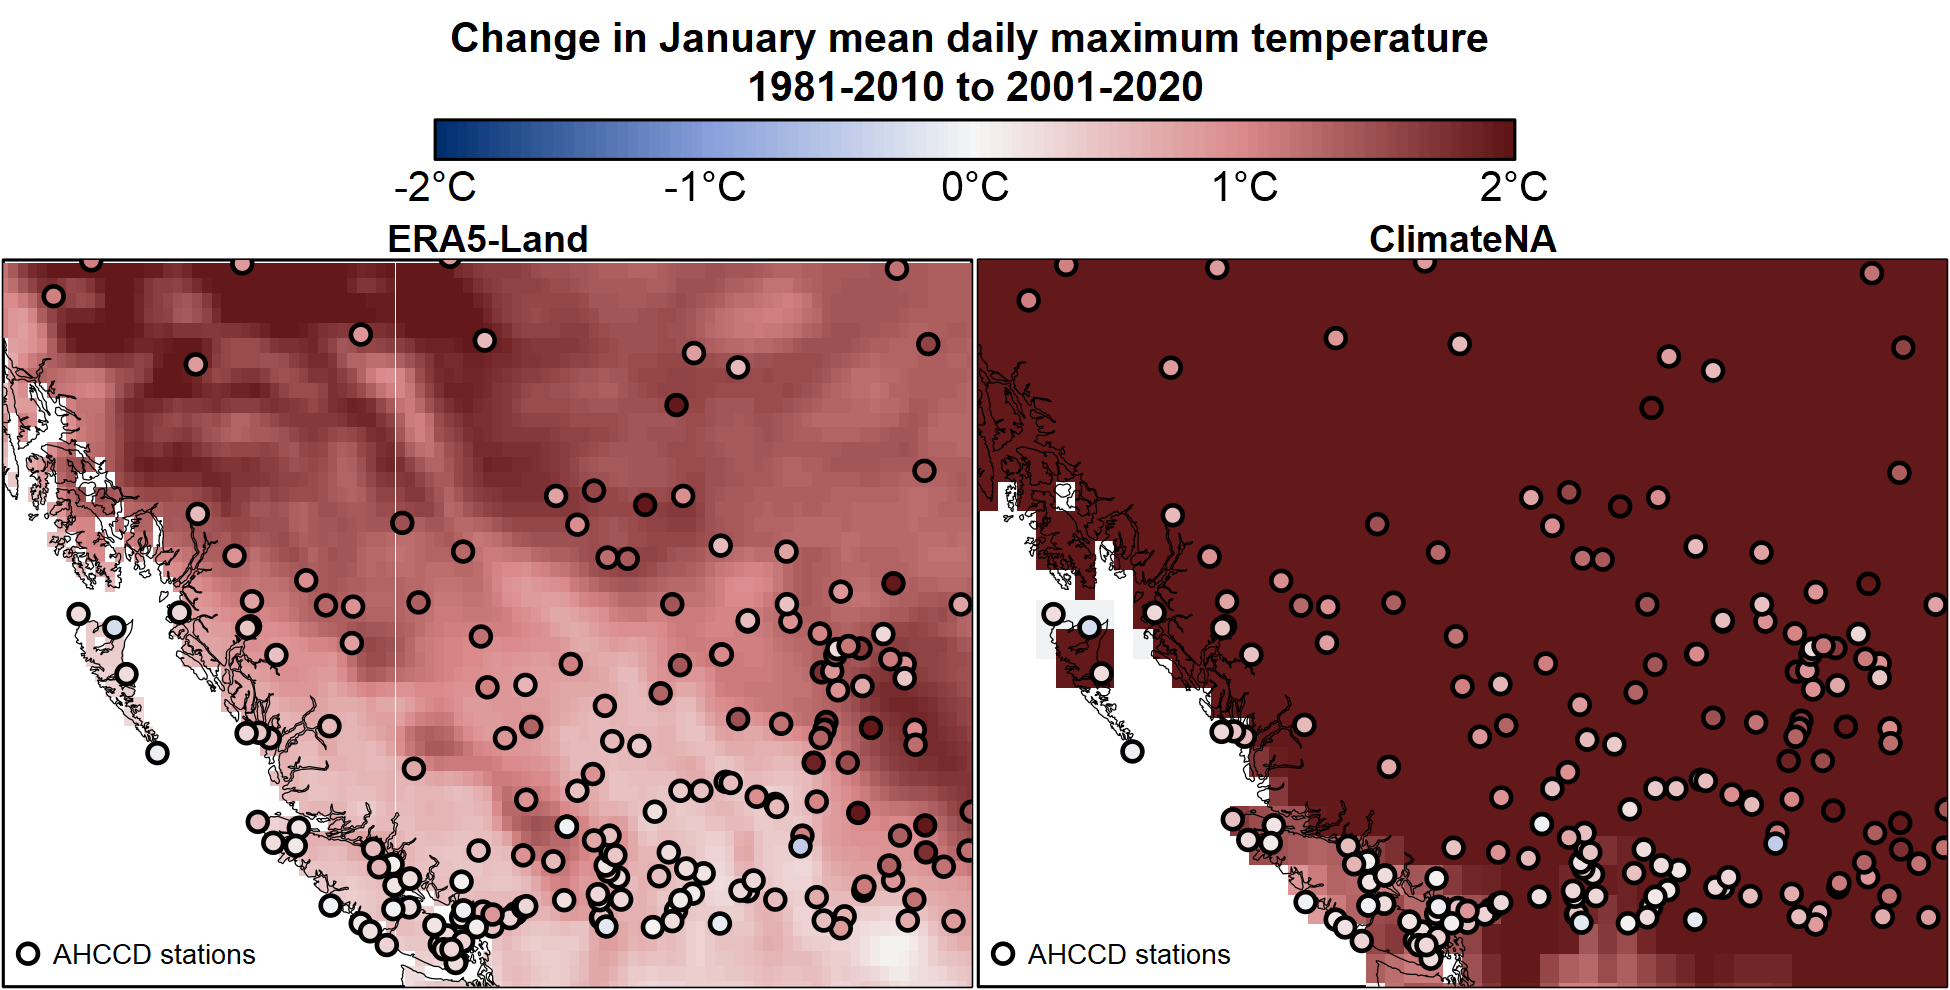 Change in January mean daily maximum temperature
1981-2010 to 2001-2020
-2°C -1°C 0°C 1°C 2°C
ERA5-Land ClimateNA
AHCCD stations AHCCD stations